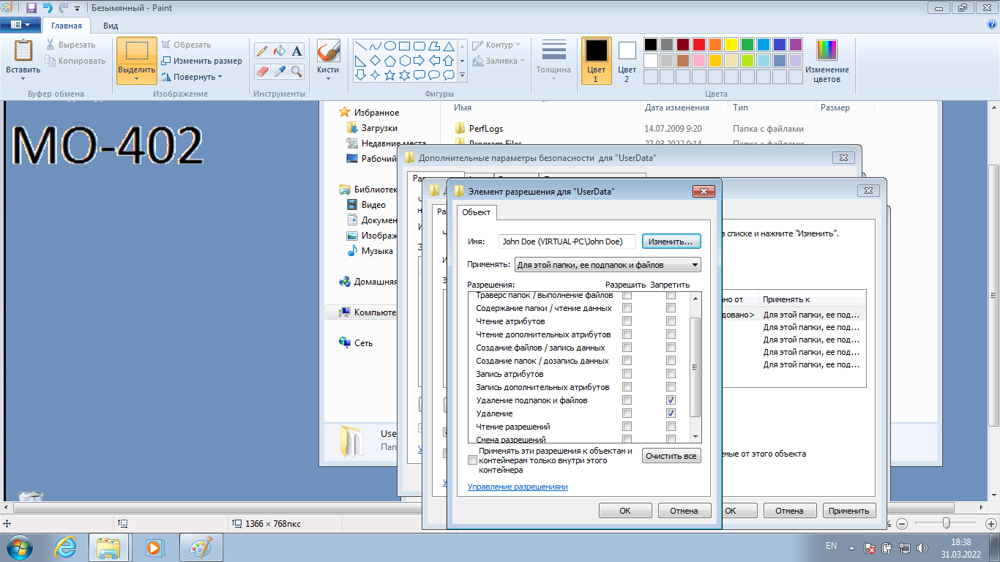 Безымянный - Paint
Главная
Вид
Вставить
Вырезать
Копировать
Буфер обмена
Выделить
Обрезать
Изменить размер
Повернуть
Изображение
A
Инструменты
Кисти
Контур
Заливка
Фигуры
Толщина
Цвет 1
Цвет 2
Изменение цветов
Цвета
МО-402
Избранное
Загрузки
Недавние места
Рабочий
Библиотек
Видео
Докумен
Изображ
Музыка
Домашняя
Компьюте
Сеть
Имя
Дата изменения
Тип
Размер
PerfLogs
14.07.2009 9:20
Папка с файлами
Program Files
27.03.2022 0:14
Папка с файлами
Use
Пап
Дополнительные параметры безопасности для "UserData"
Раз
Ра
в списке и нажмите "Изменить".
но от
Применять к
довано>
Для этой папки, ее под...
Для этой папки, ее под...
Для этой папки, ее под...
Для этой папки, ее под...
Для этой папки, ее под...
емые от этого объекта
ОК
Отмена
Применить
Элемент разрешения для "UserData"
Объект
Имя:
John Doe (VIRTUAL-PC\John Doe)
Изменить...
Применять:
Для этой папки, ее подпапок и файлов
Разрешения:
Разрешить
Запретить
Траверс папок / выполнение файлов
Содержание папки / чтение данных
Чтение атрибутов
Чтение дополнительных атрибутов
Создание файлов / запись данных
Создание папок / дозапись данных
Запись атрибутов
Запись дополнительных атрибутов
Удаление подпапок и файлов
Удаление
Чтение разрешений
Смена разрешений
Применять эти разрешения к объектам и
контейнерам только внутри этого
контейнера
Очистить все
Управление разрешениями
ОК
Отмена
1366 × 768пкс
%
EN
18:38
31.03.2022